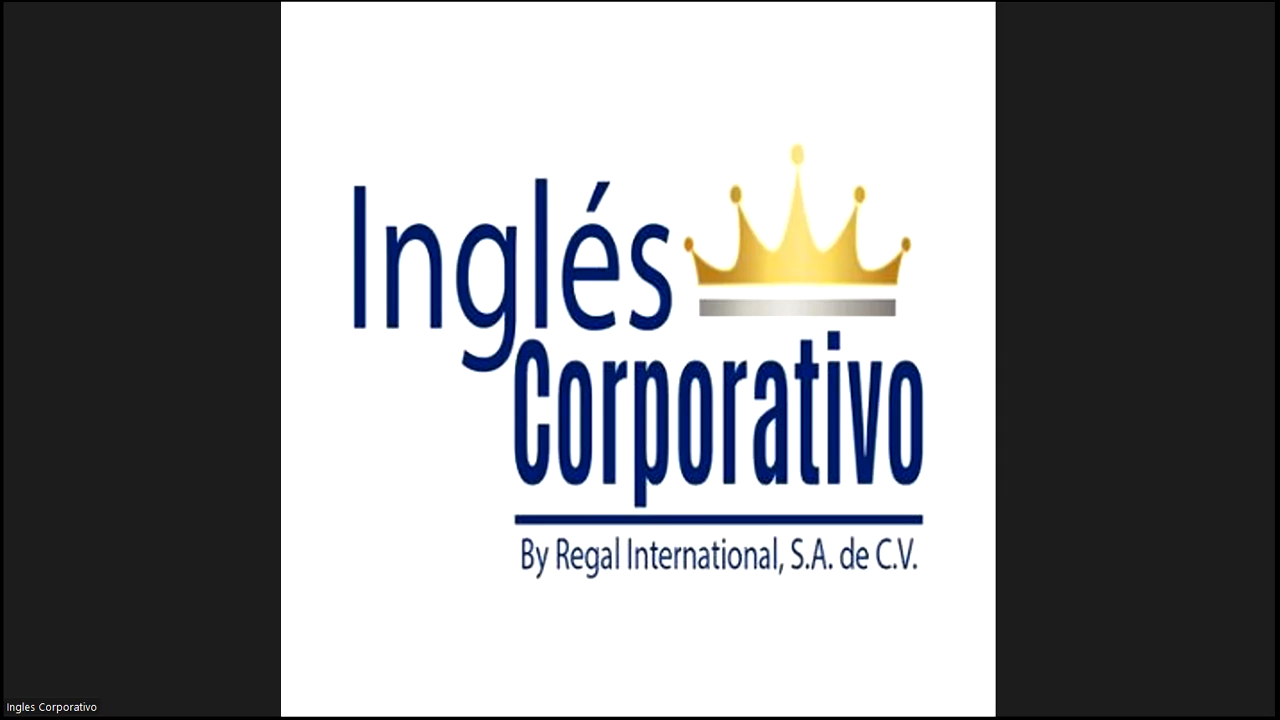 Inglés
Corporativo
By Regal International, S.A. de C.V.
Ingles Corporativo